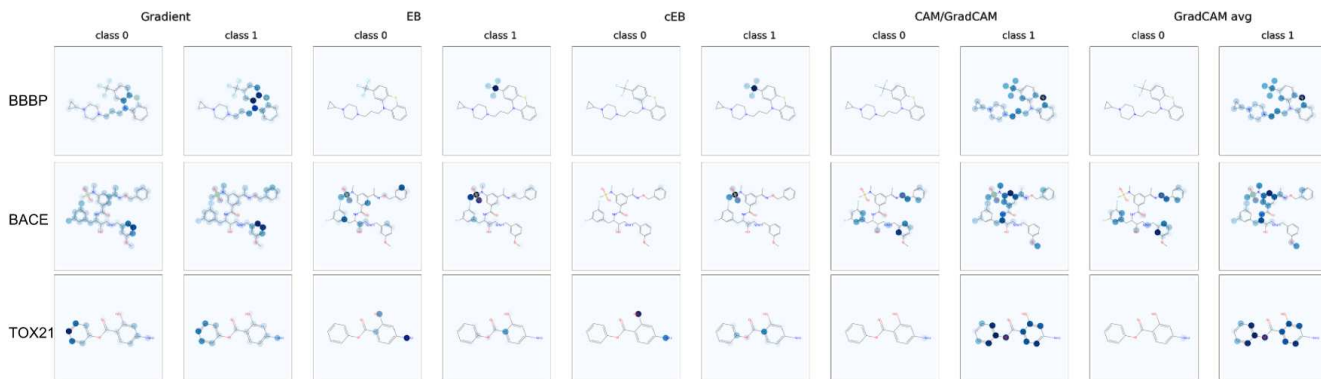 Gradient EB cEB CAM/GradCAM GradCAM avg
class 0 class 1 class 0 class 1 class 0 class 1 class 0 class 1 class 0 class 1
BBBP
BACE
TOX21